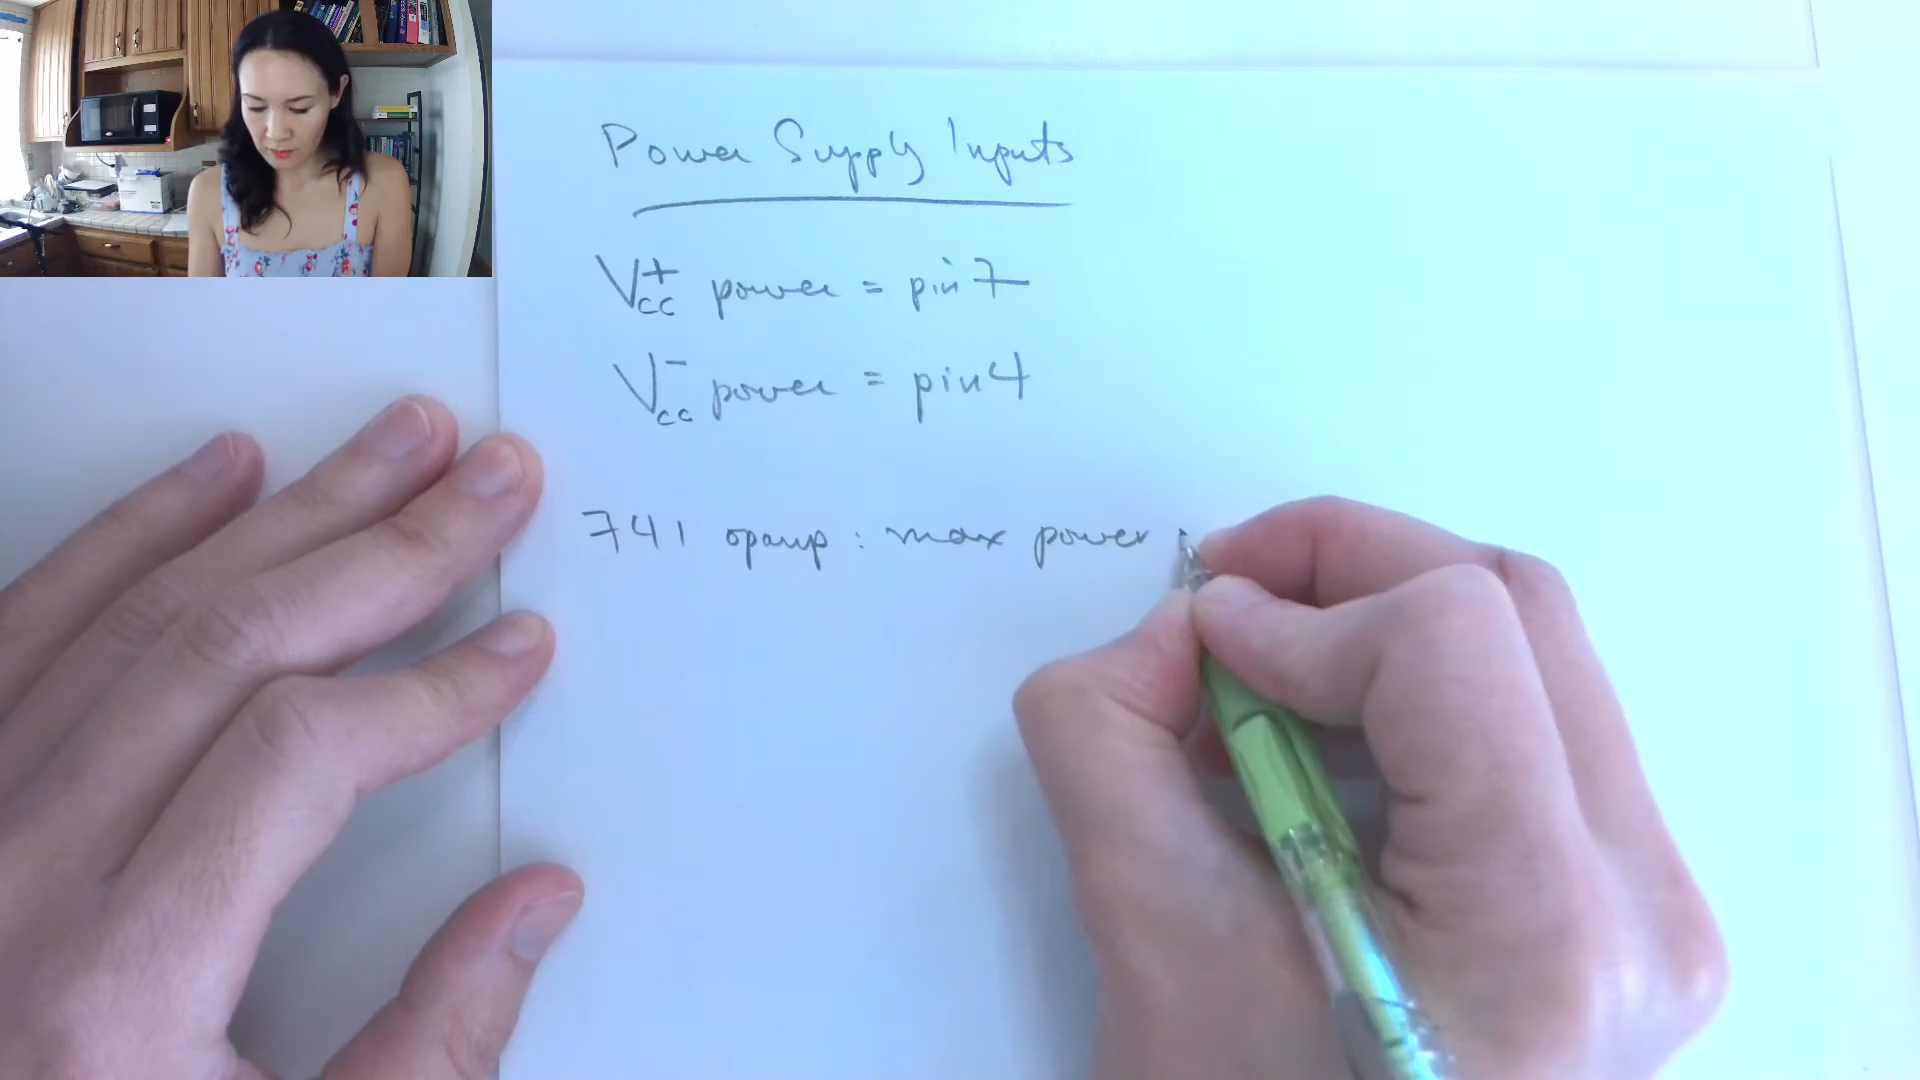 Power Supply Inputs
V⁺cc power = pin 7
V⁻cc power = pin 4
741 opamp : max power